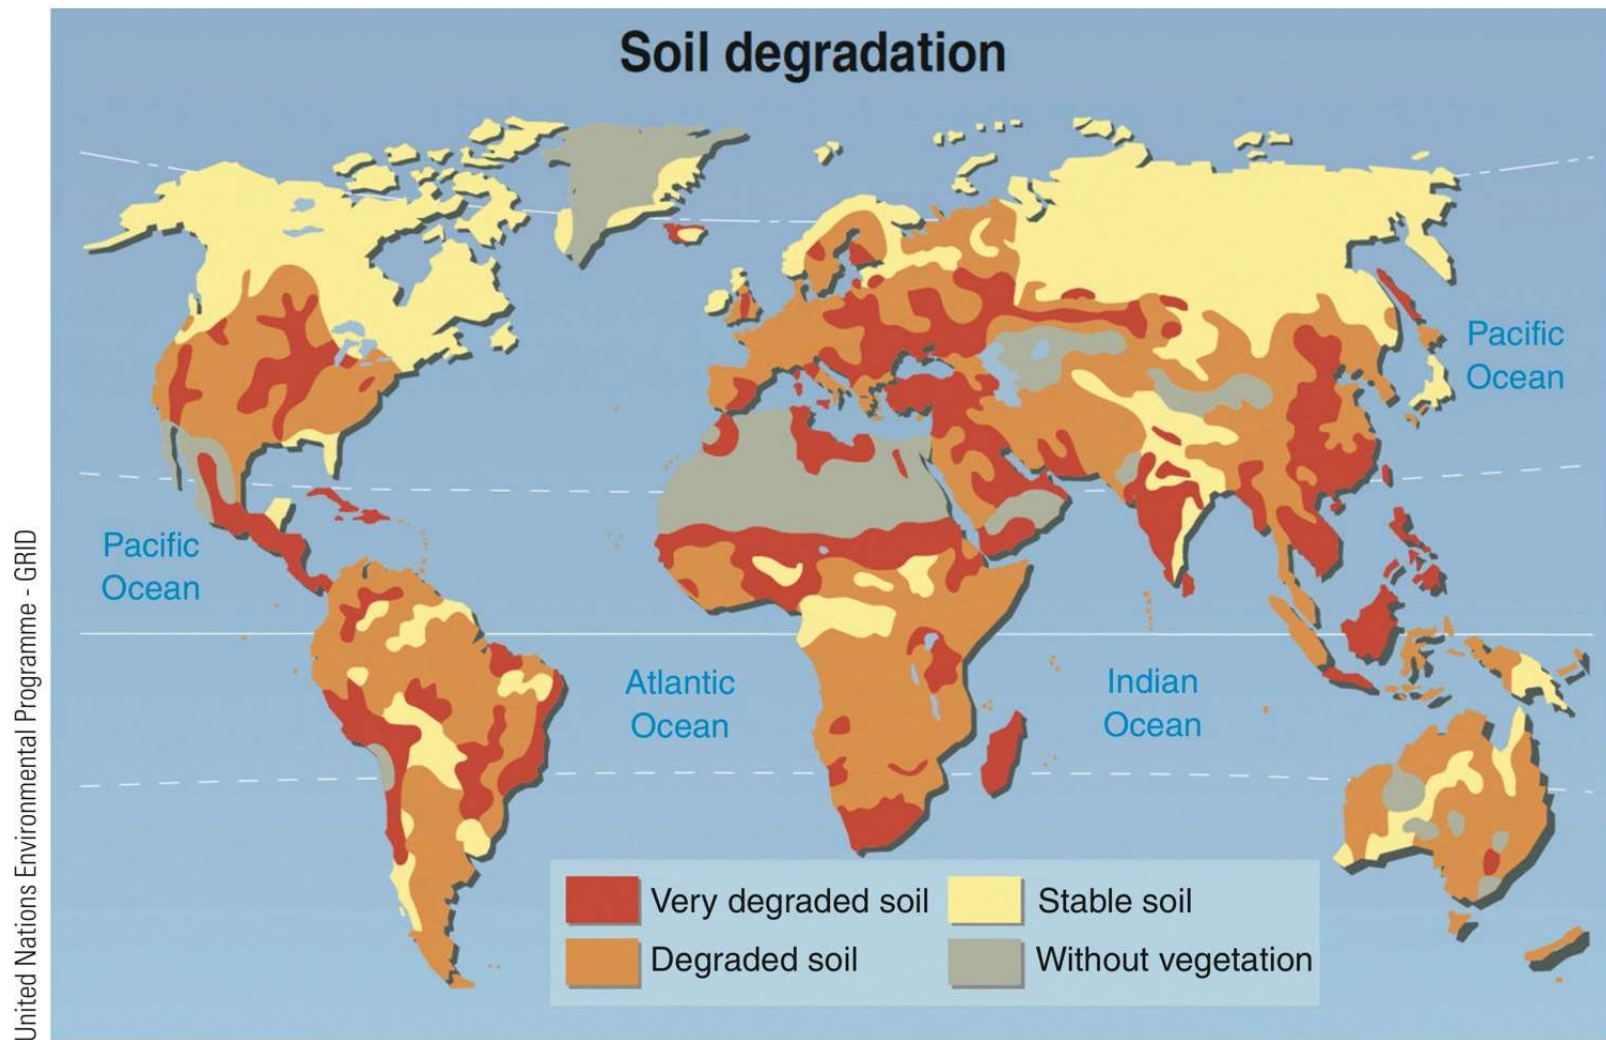 Soil degradation
Pacific
Ocean
Pacific
Ocean
Atlantic
Ocean
Indian
Ocean
Very degraded soil
Stable soil
Degraded soil
Without vegetation
United Nations Environmental Programme - GRID